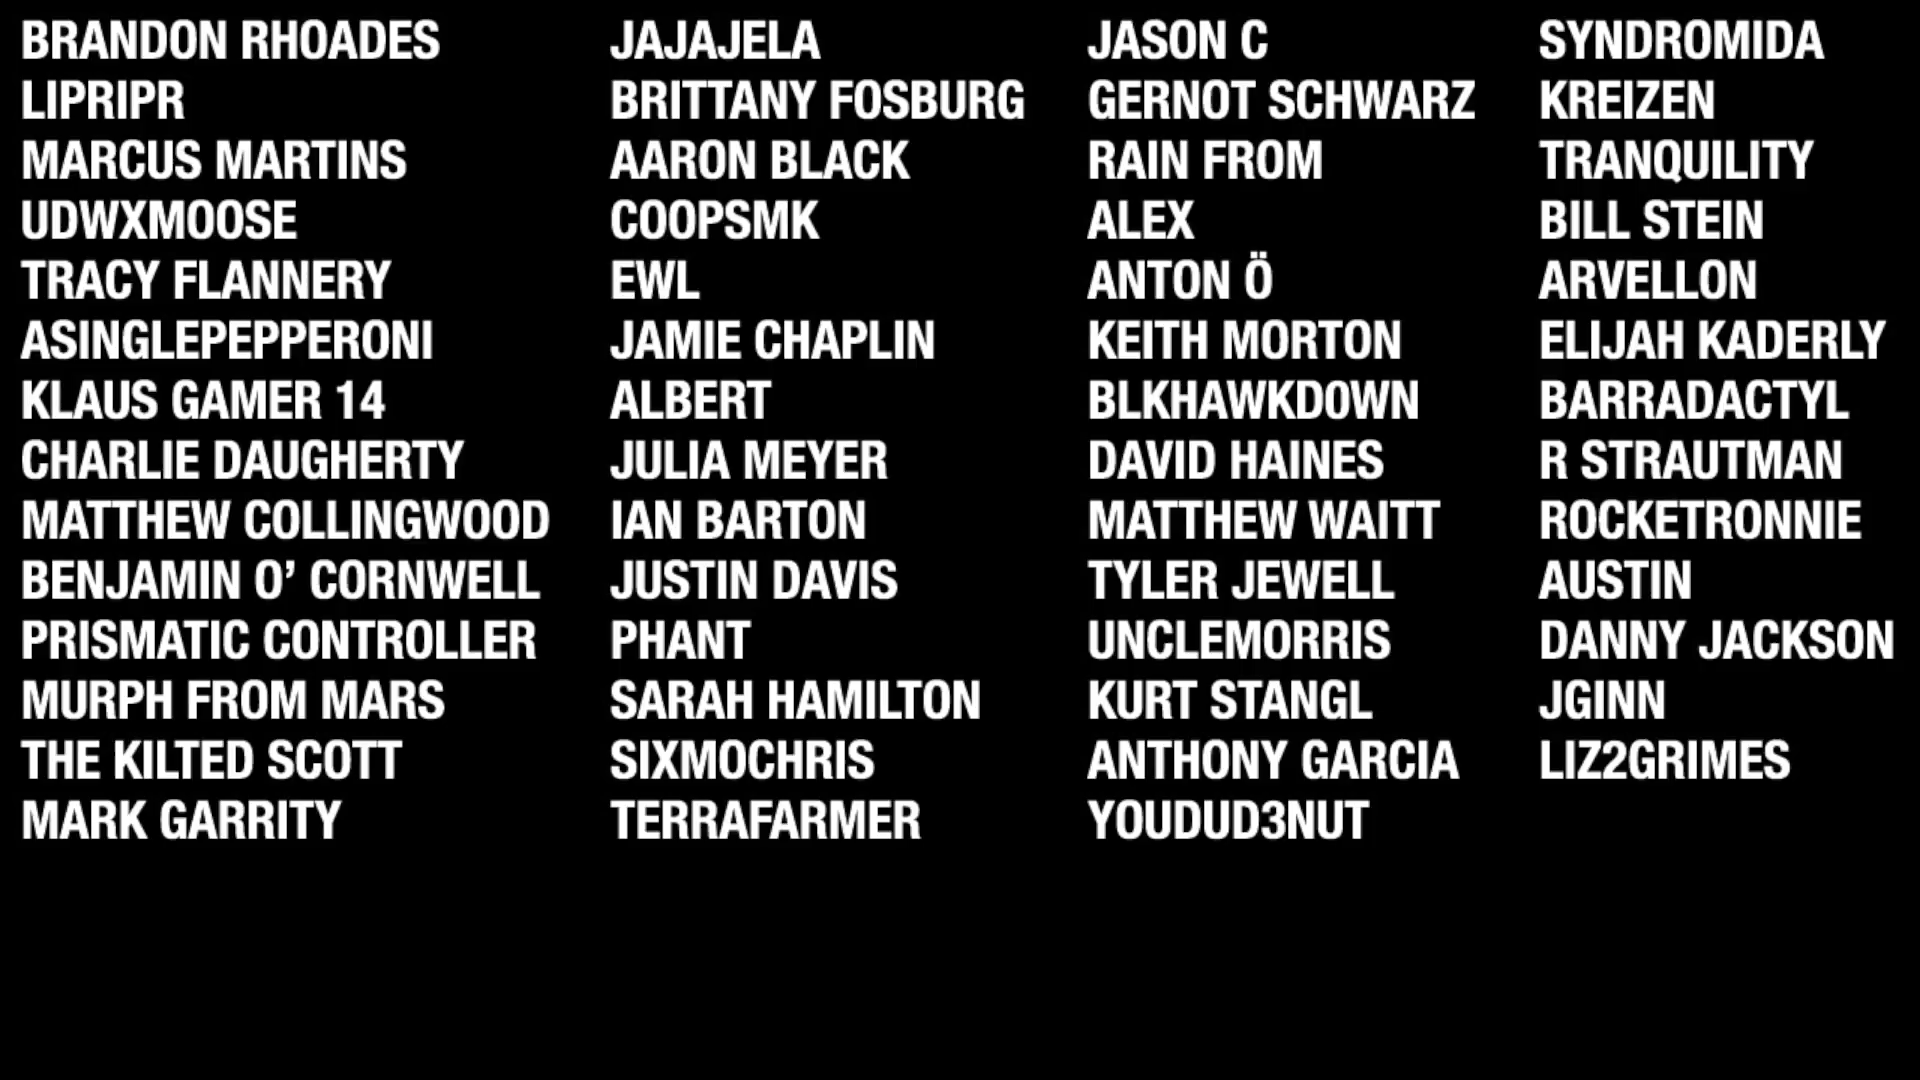 BRANDON RHOADES
LIPRIPR
MARCUS MARTINS
UDWXMOOSE
TRACY FLANNERY
ASINGLEPEPPERONI
KLAUS GAMER 14
CHARLIE DAUGHERTY
MATTHEW COLLINGWOOD
BENJAMIN O’ CORNWELL
PRISMATIC CONTROLLER
MURPH FROM MARS
THE KILTED SCOTT
MARK GARRITY
JAJAJELA
BRITTANY FOSBURG
AARON BLACK
COOPSMK
EWL
JAMIE CHAPLIN
ALBERT
JULIA MEYER
IAN BARTON
JUSTIN DAVIS
PHANT
SARAH HAMILTON
SIXMOCHRIS
TERRAFARMER
JASON C
GERNOT SCHWARZ
RAIN FROM
ALEX
ANTON Ö
KEITH MORTON
BLKHAWKD0WN
DAVID HAINES
MATTHEW WAITT
TYLER JEWELL
UNCLEMORRIS
KURT STANGL
ANTHONY GARCIA
YOUDUD3NUT
SYNDROMIDA
KREIZEN
TRANQUILITY
BILL STEIN
ARVELLON
ELIJAH KADERLY
BARRADACTYL
R STRAUTMAN
ROCKETRONNIE
AUSTIN
DANNY JACKSON
JGINN
LIZ2GRIMES